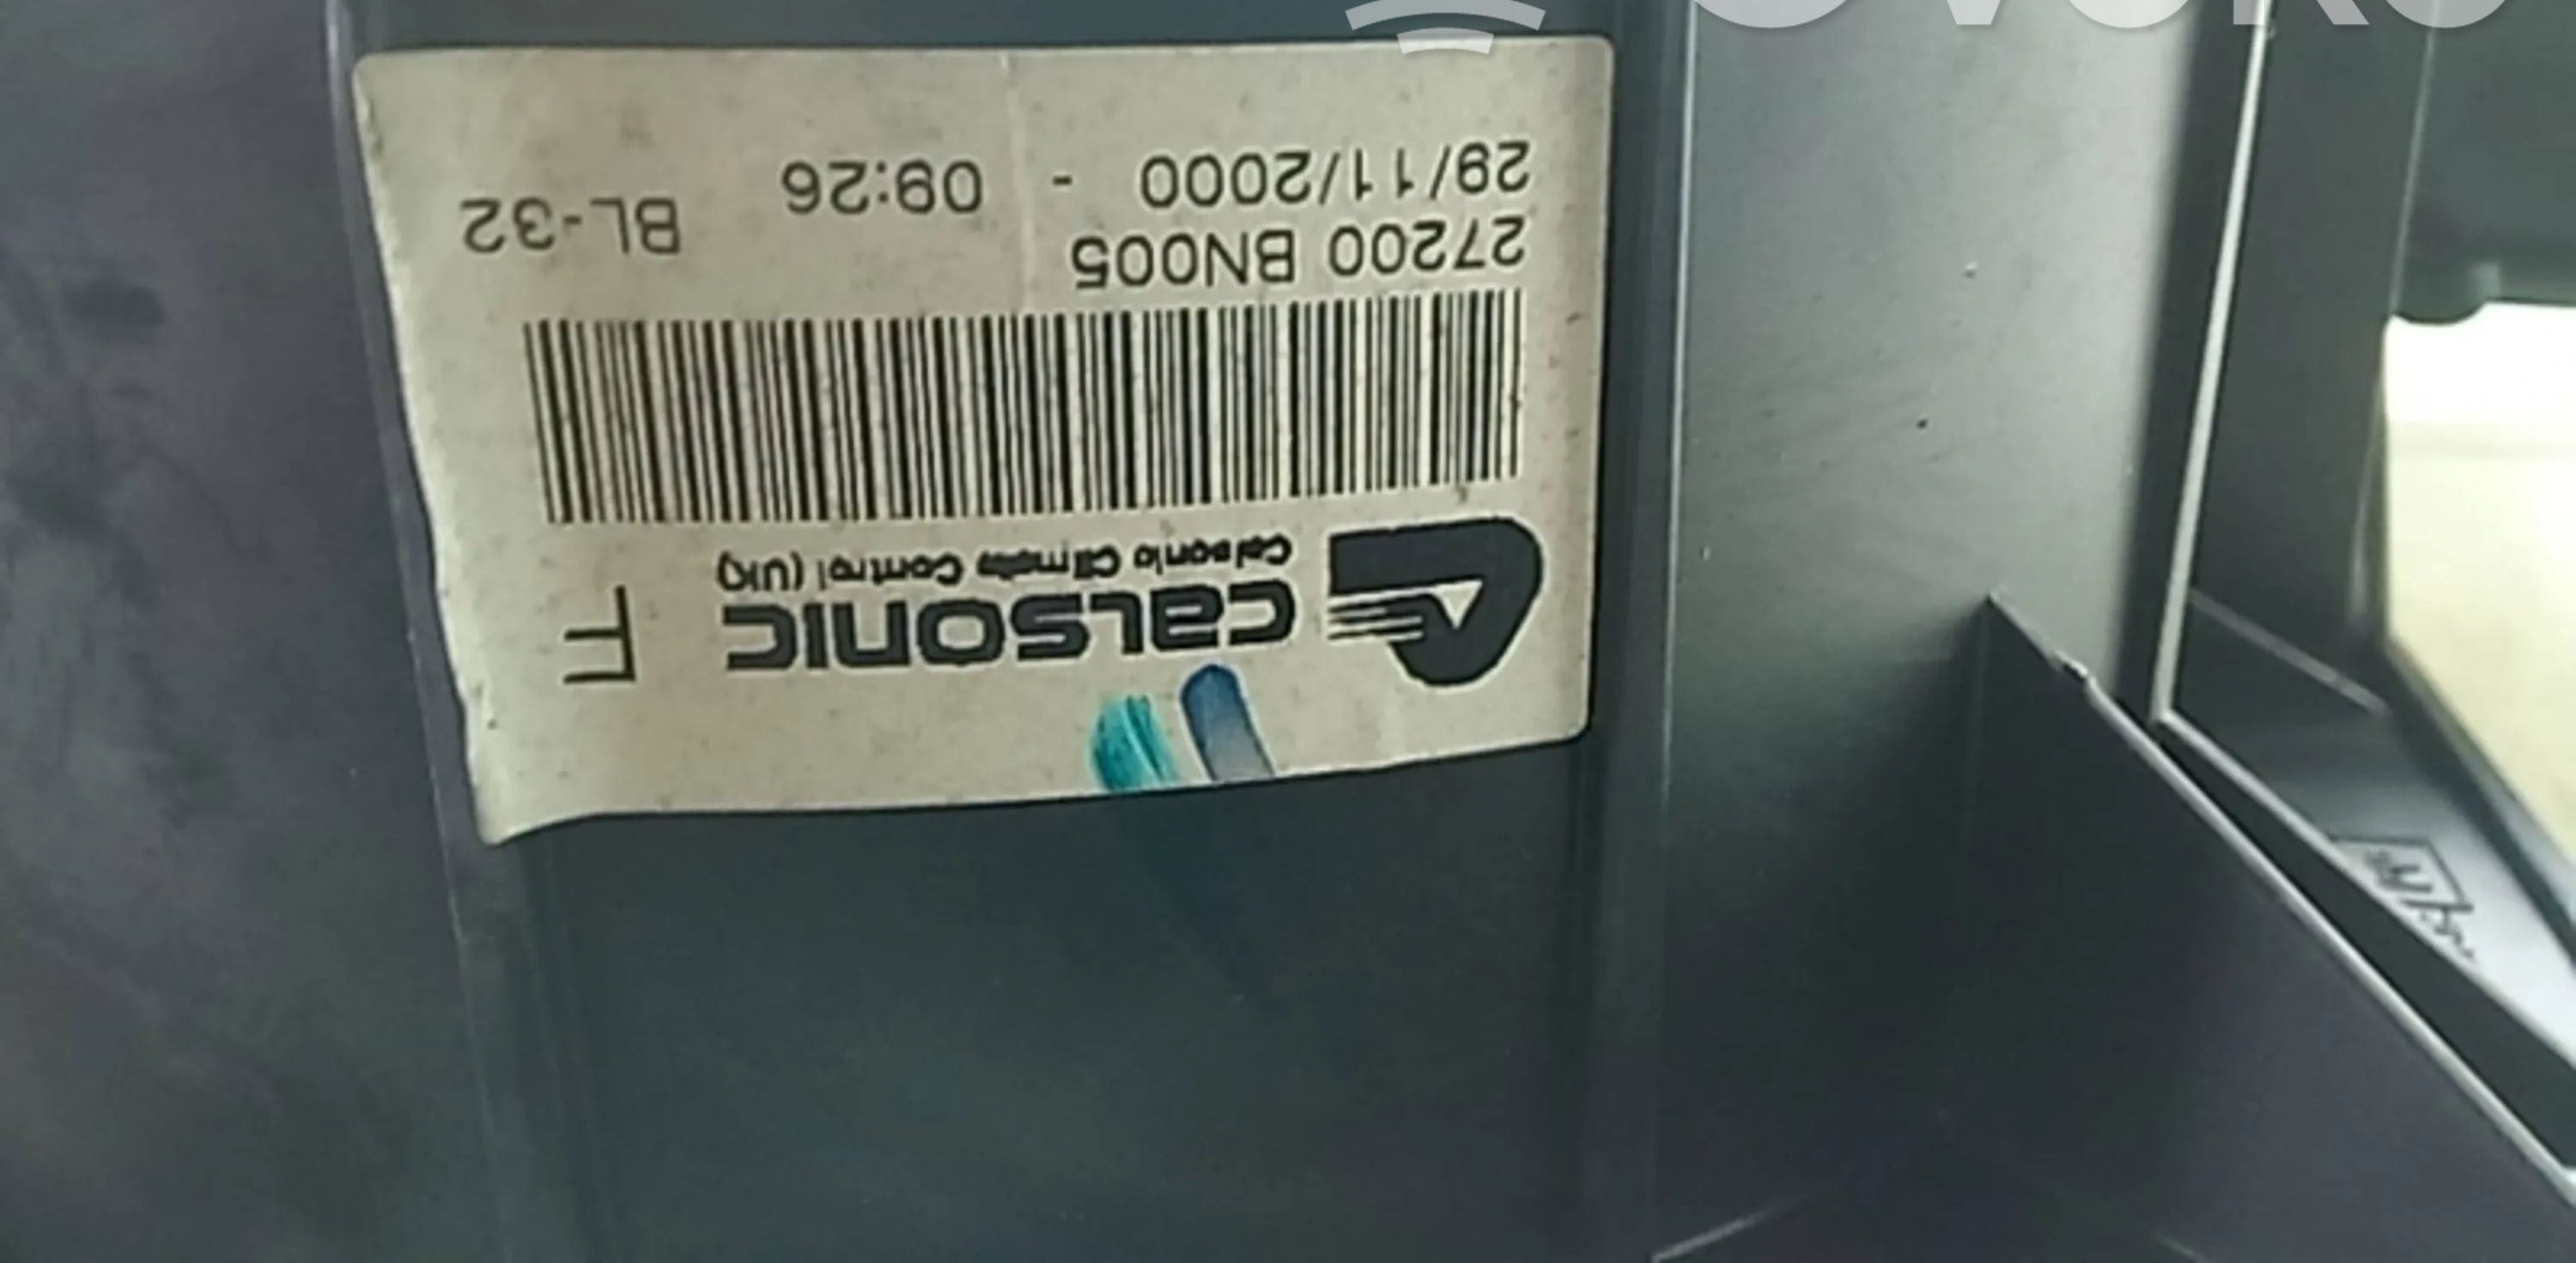 calsonic F
Calsonic Climate Control (UK)
27200 BN005
29/11/2000 - 09:26 BL-32